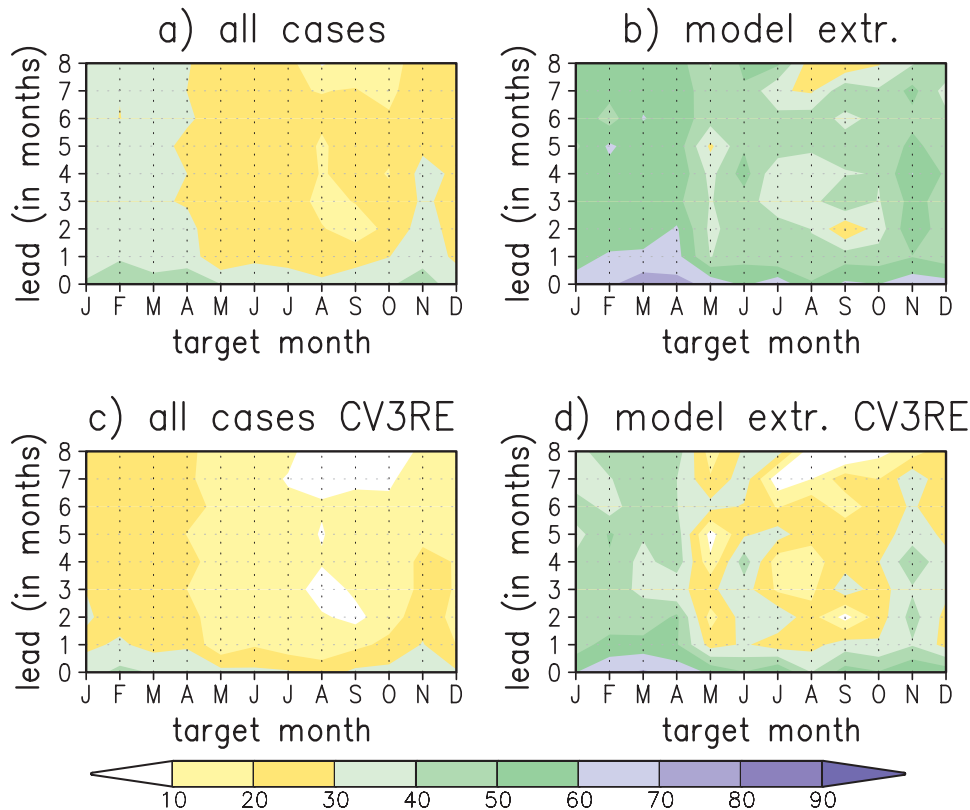 a) all cases
b) model extr.
lead (in months)
8
7
6
5
4
3
2
1
0
J F M A M J J A S O N D
target month
lead (in months)
8
7
6
5
4
3
2
1
0
J F M A M J J A S O N D
target month
c) all cases CV3RE
d) model extr. CV3RE
lead (in months)
8
7
6
5
4
3
2
1
0
J F M A M J J A S O N D
target month
lead (in months)
8
7
6
5
4
3
2
1
0
J F M A M J J A S O N D
target month
10 20 30 40 50 60 70 80 90